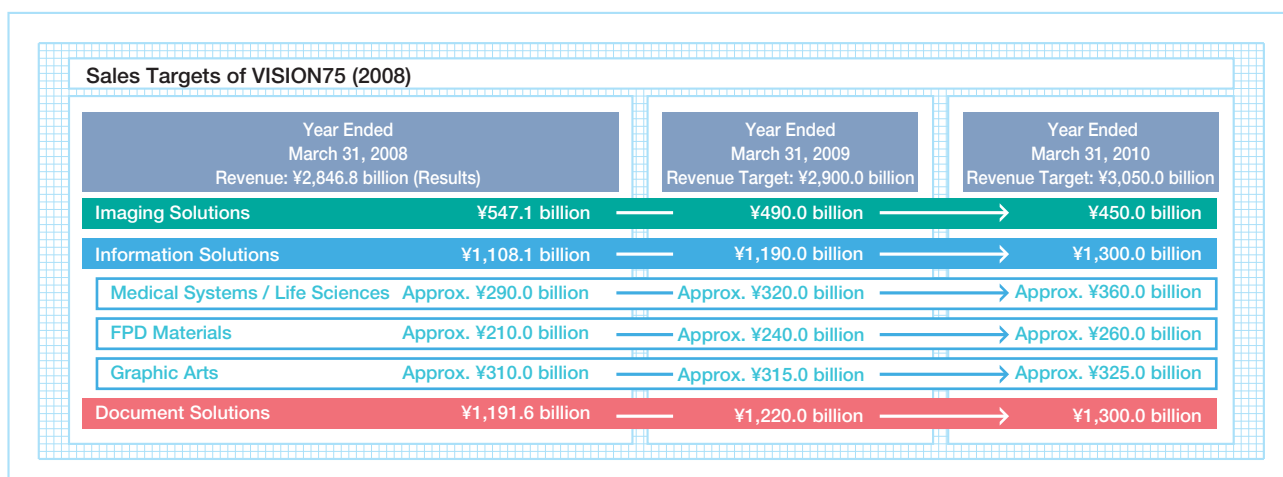 Sales Targets of VISION75 (2008)
Year Ended
March 31, 2008
Revenue: ¥2,846.8 billion (Results)
Year Ended
March 31, 2009
Revenue Target: ¥2,900.0 billion
Year Ended
March 31, 2010
Revenue Target: ¥3,050.0 billion
Imaging Solutions ¥547.1 billion ¥490.0 billion ¥450.0 billion
Information Solutions ¥1,108.1 billion ¥1,190.0 billion ¥1,300.0 billion
Medical Systems / Life Sciences Approx. ¥290.0 billion Approx. ¥320.0 billion Approx. ¥360.0 billion
FPD Materials Approx. ¥210.0 billion Approx. ¥240.0 billion Approx. ¥260.0 billion
Graphic Arts Approx. ¥310.0 billion Approx. ¥315.0 billion Approx. ¥325.0 billion
Document Solutions ¥1,191.6 billion ¥1,220.0 billion ¥1,300.0 billion